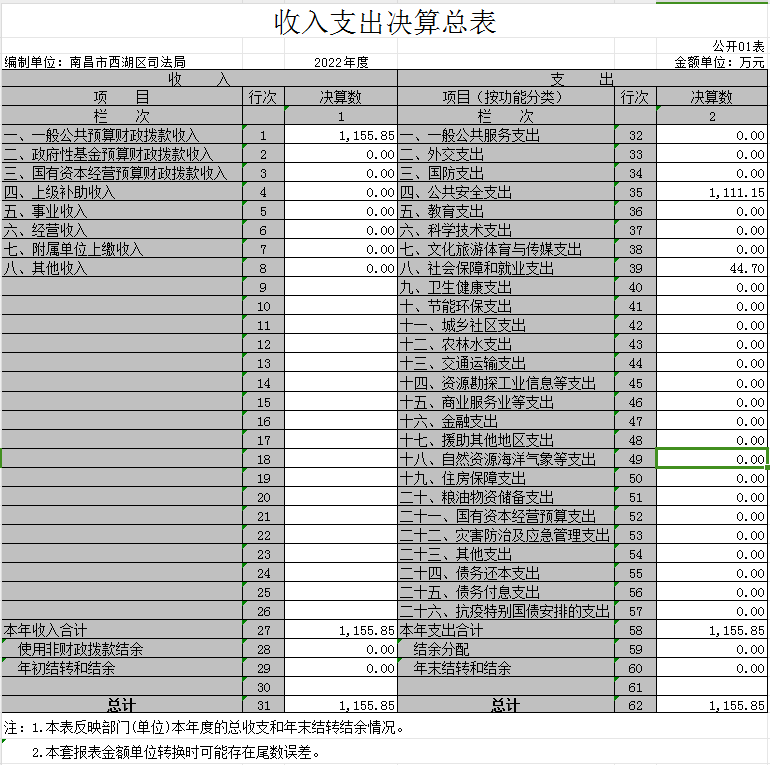 收入支出决算总表
公开01表
编制单位：南昌市西湖区司法局 2022年度 金额单位：万元
收 入 支 出
项 目 行次 决算数 项目（按功能分类） 行次 决算数
栏 次 1 栏 次 2
一、一般公共预算财政拨款收入 1 1,155.85 一、一般公共服务支出 32 0.00
二、政府性基金预算财政拨款收入 2 0.00 二、外交支出 33 0.00
三、国有资本经营预算财政拨款收入 3 0.00 三、国防支出 34 0.00
四、上级补助收入 4 0.00 四、公共安全支出 35 1,111.15
五、事业收入 5 0.00 五、教育支出 36 0.00
六、经营收入 6 0.00 六、科学技术支出 37 0.00
七、附属单位上缴收入 7 0.00 七、文化旅游体育与传媒支出 38 0.00
八、其他收入 8 0.00 八、社会保障和就业支出 39 44.70
9 九、卫生健康支出 40 0.00
10 十、节能环保支出 41 0.00
11 十一、城乡社区支出 42 0.00
12 十二、农林水支出 43 0.00
13 十三、交通运输支出 44 0.00
14 十四、资源勘探工业信息等支出 45 0.00
15 十五、商业服务业等支出 46 0.00
16 十六、金融支出 47 0.00
17 十七、援助其他地区支出 48 0.00
18 十八、自然资源海洋气象等支出 49 0.00
19 十九、住房保障支出 50 0.00
20 二十、粮油物资储备支出 51 0.00
21 二十一、国有资本经营预算支出 52 0.00
22 二十二、灾害防治及应急管理支出 53 0.00
23 二十三、其他支出 54 0.00
24 二十四、债务还本支出 55 0.00
25 二十五、债务付息支出 56 0.00
26 二十六、抗疫特别国债安排的支出 57 0.00
本年收入合计 27 1,155.85 本年支出合计 58 1,155.85
使用非财政拨款结余 28 0.00 结余分配 59 0.00
年初结转和结余 29 0.00 年末结转和结余 60 0.00
30 61
总计 31 1,155.85 总计 62 1,155.85
注：1.本表反映部门(单位)本年度的总收支和年末结转结余情况。
2.本套报表金额单位转换时可能存在尾数误差。